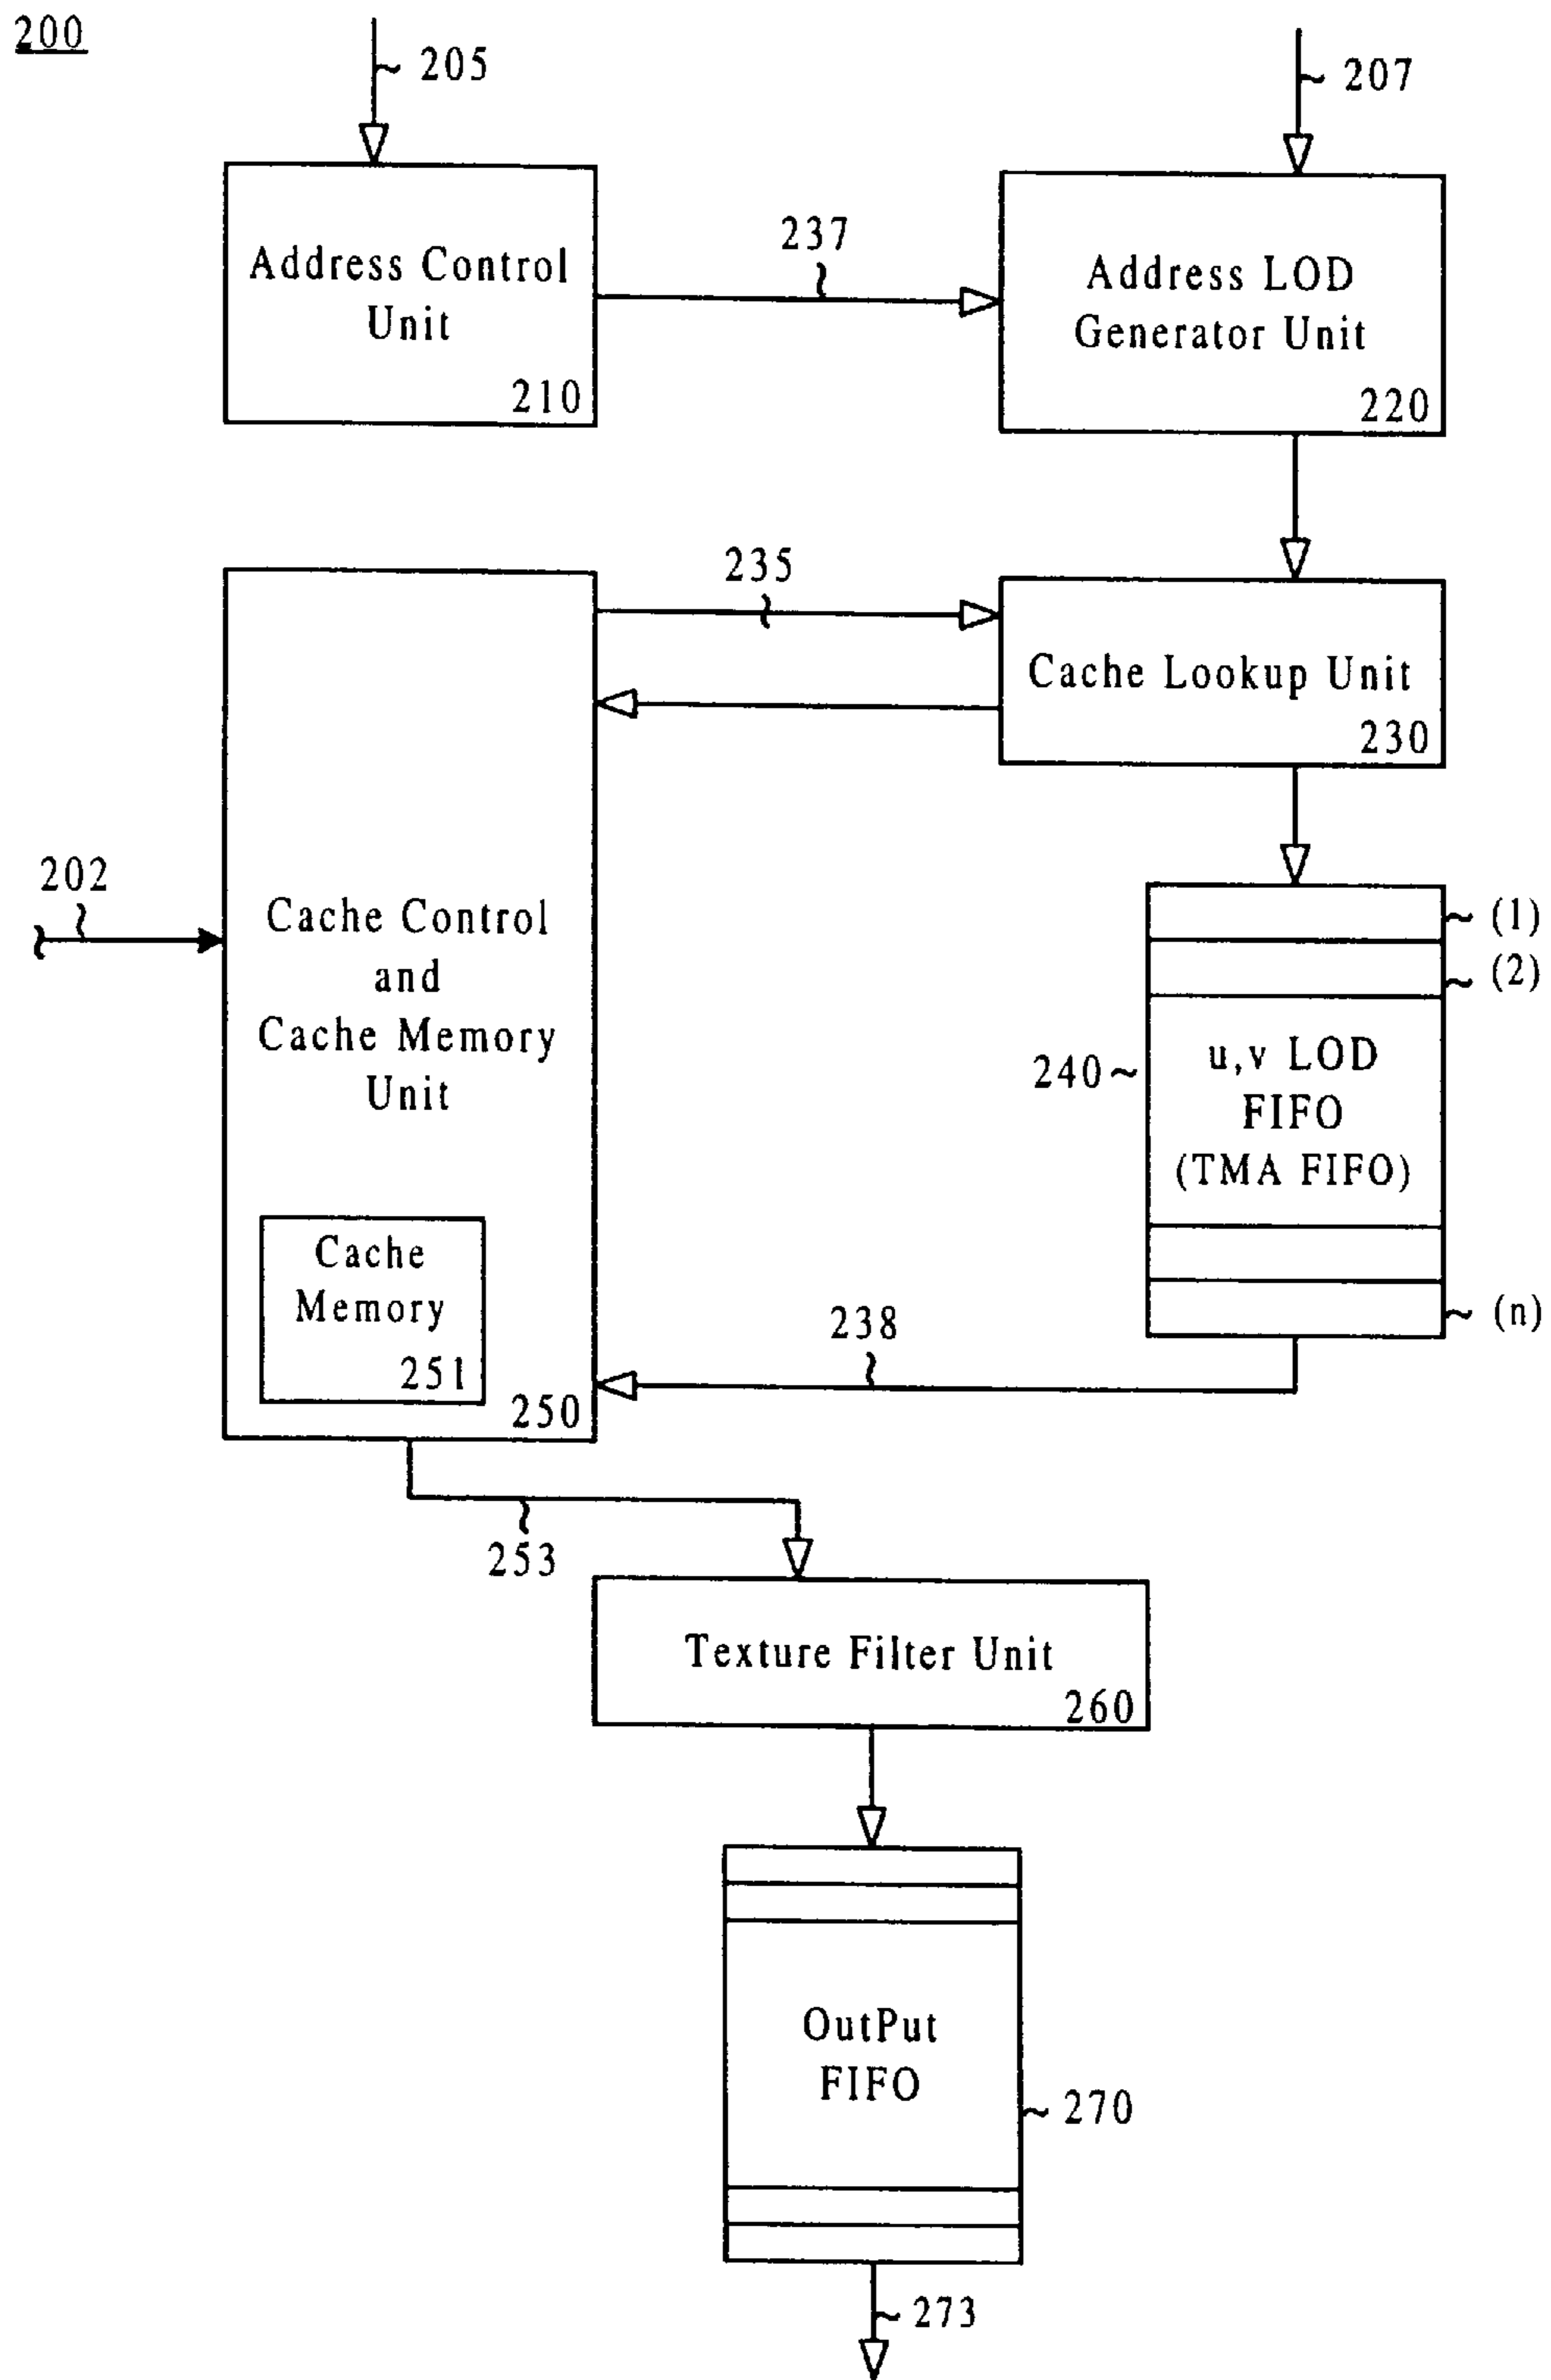 200
205
207
Address Control
Unit
210
237
Address LOD
Generator Unit
220
235
Cache Lookup Unit
230
202
Cache Control
and
Cache Memory
Unit
(1)
(2)
240
u,v LOD
FIFO
(TMA FIFO)
(n)
Cache
Memory
251
250
238
253
Texture Filter Unit
260
OutPut
FIFO
270
273